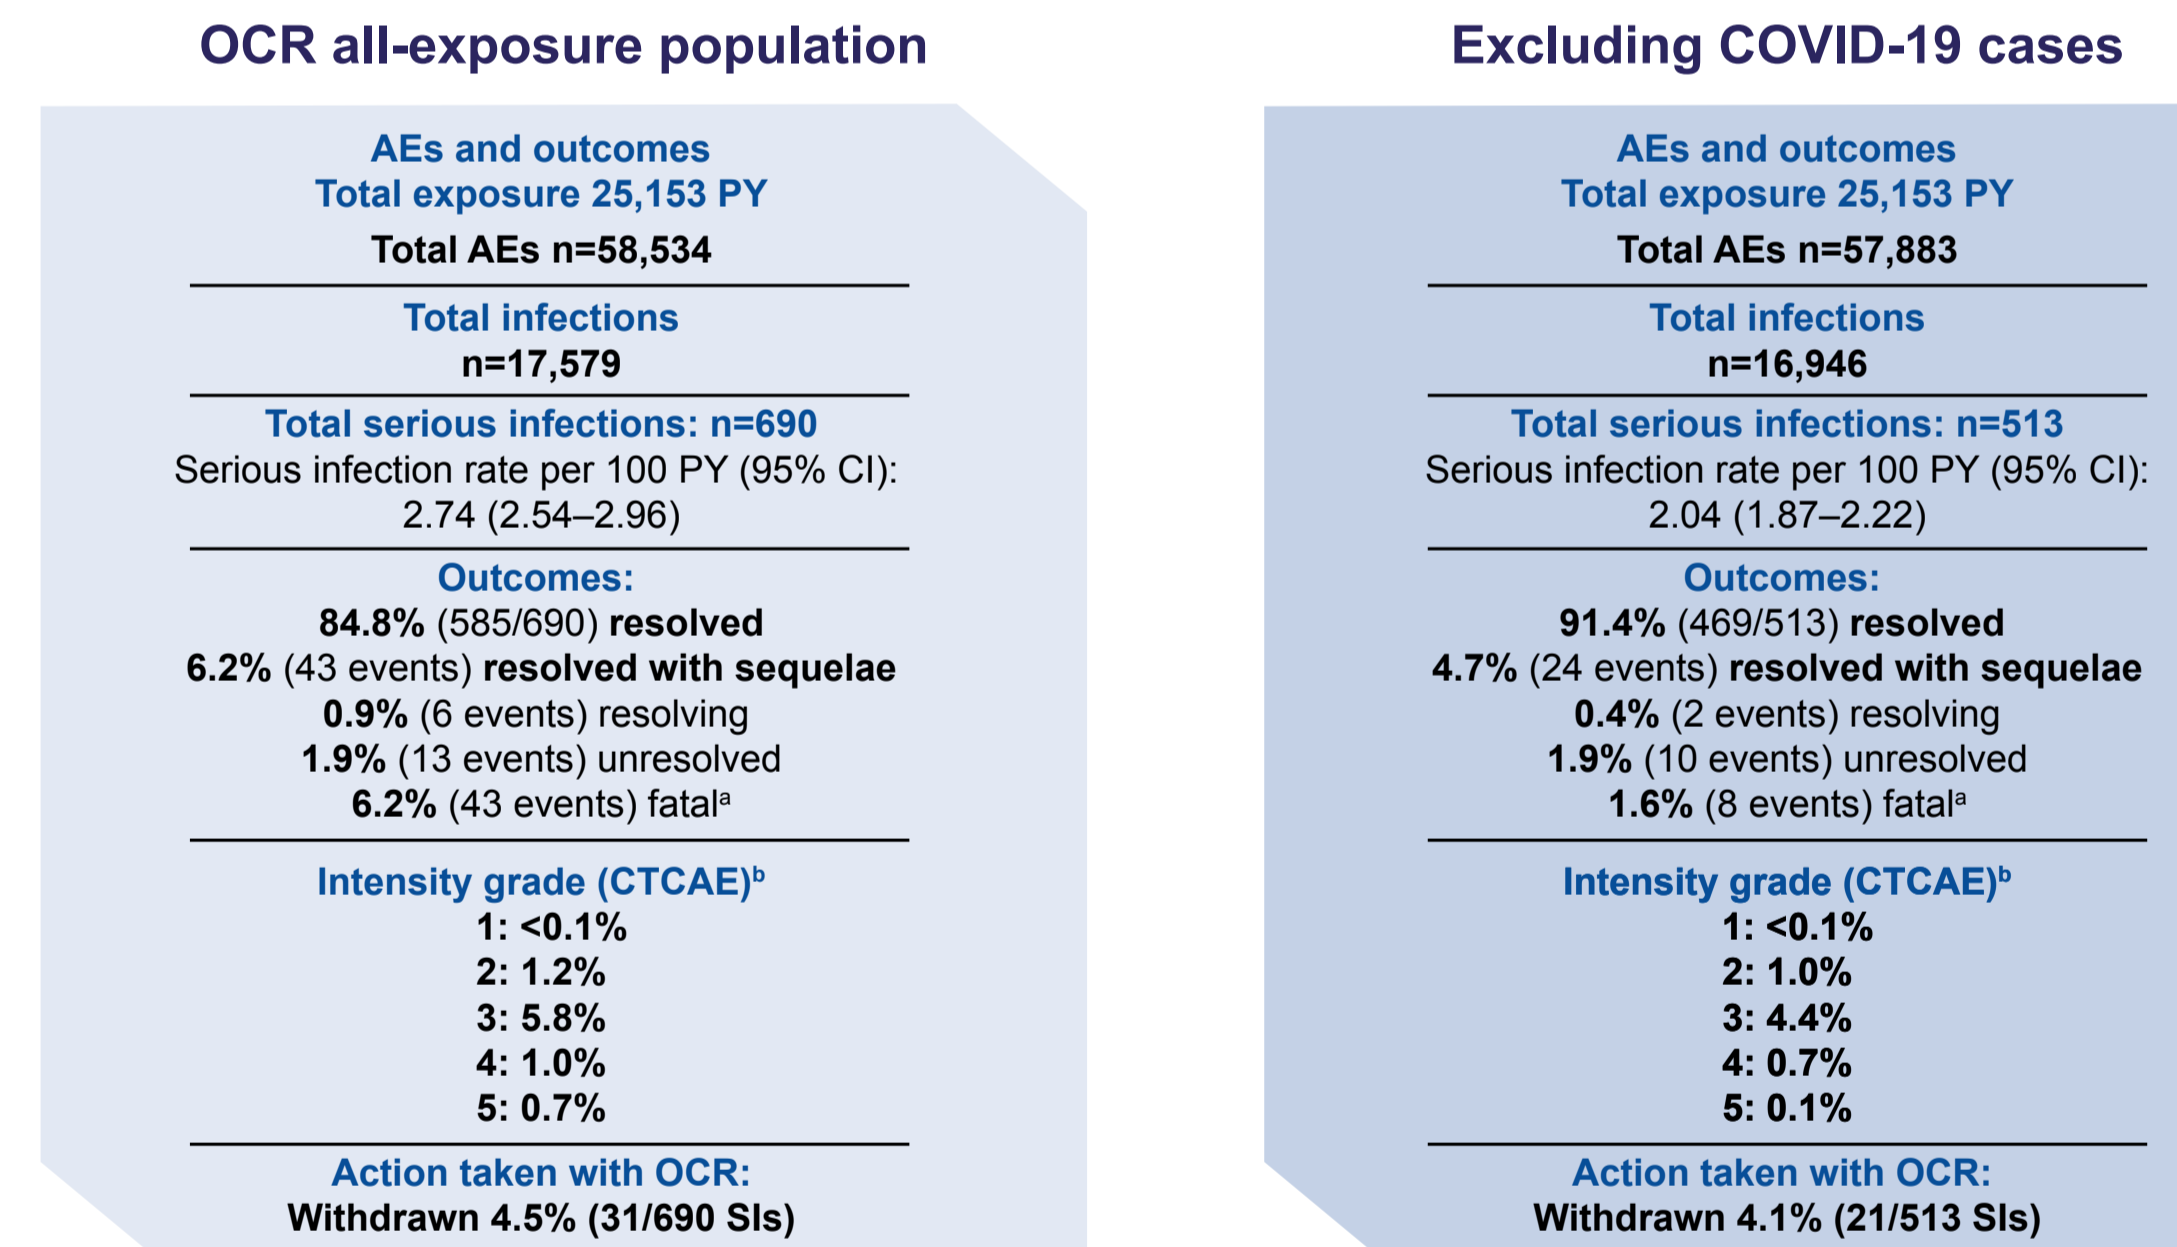 OCR all-exposure population
AEs and outcomes
Total exposure 25,153 PY
Total AEs n=58,534
Total infections
n=17,579
Total serious infections: n=690
Serious infection rate per 100 PY (95% CI):
2.74 (2.54–2.96)
Outcomes:
84.8% (585/690) resolved
6.2% (43 events) resolved with sequelae
0.9% (6 events) resolving
1.9% (13 events) unresolved
6.2% (43 events) fatalᵃ
Intensity grade (CTCAE)ᵇ
1: <0.1%
2: 1.2%
3: 5.8%
4: 1.0%
5: 0.7%
Action taken with OCR:
Withdrawn 4.5% (31/690 SIs)
Excluding COVID-19 cases
AEs and outcomes
Total exposure 25,153 PY
Total AEs n=57,883
Total infections
n=16,946
Total serious infections: n=513
Serious infection rate per 100 PY (95% CI):
2.04 (1.87–2.22)
Outcomes:
91.4% (469/513) resolved
4.7% (24 events) resolved with sequelae
0.4% (2 events) resolving
1.9% (10 events) unresolved
1.6% (8 events) fatalᵃ
Intensity grade (CTCAE)ᵇ
1: <0.1%
2: 1.0%
3: 4.4%
4: 0.7%
5: 0.1%
Action taken with OCR:
Withdrawn 4.1% (21/513 SIs)